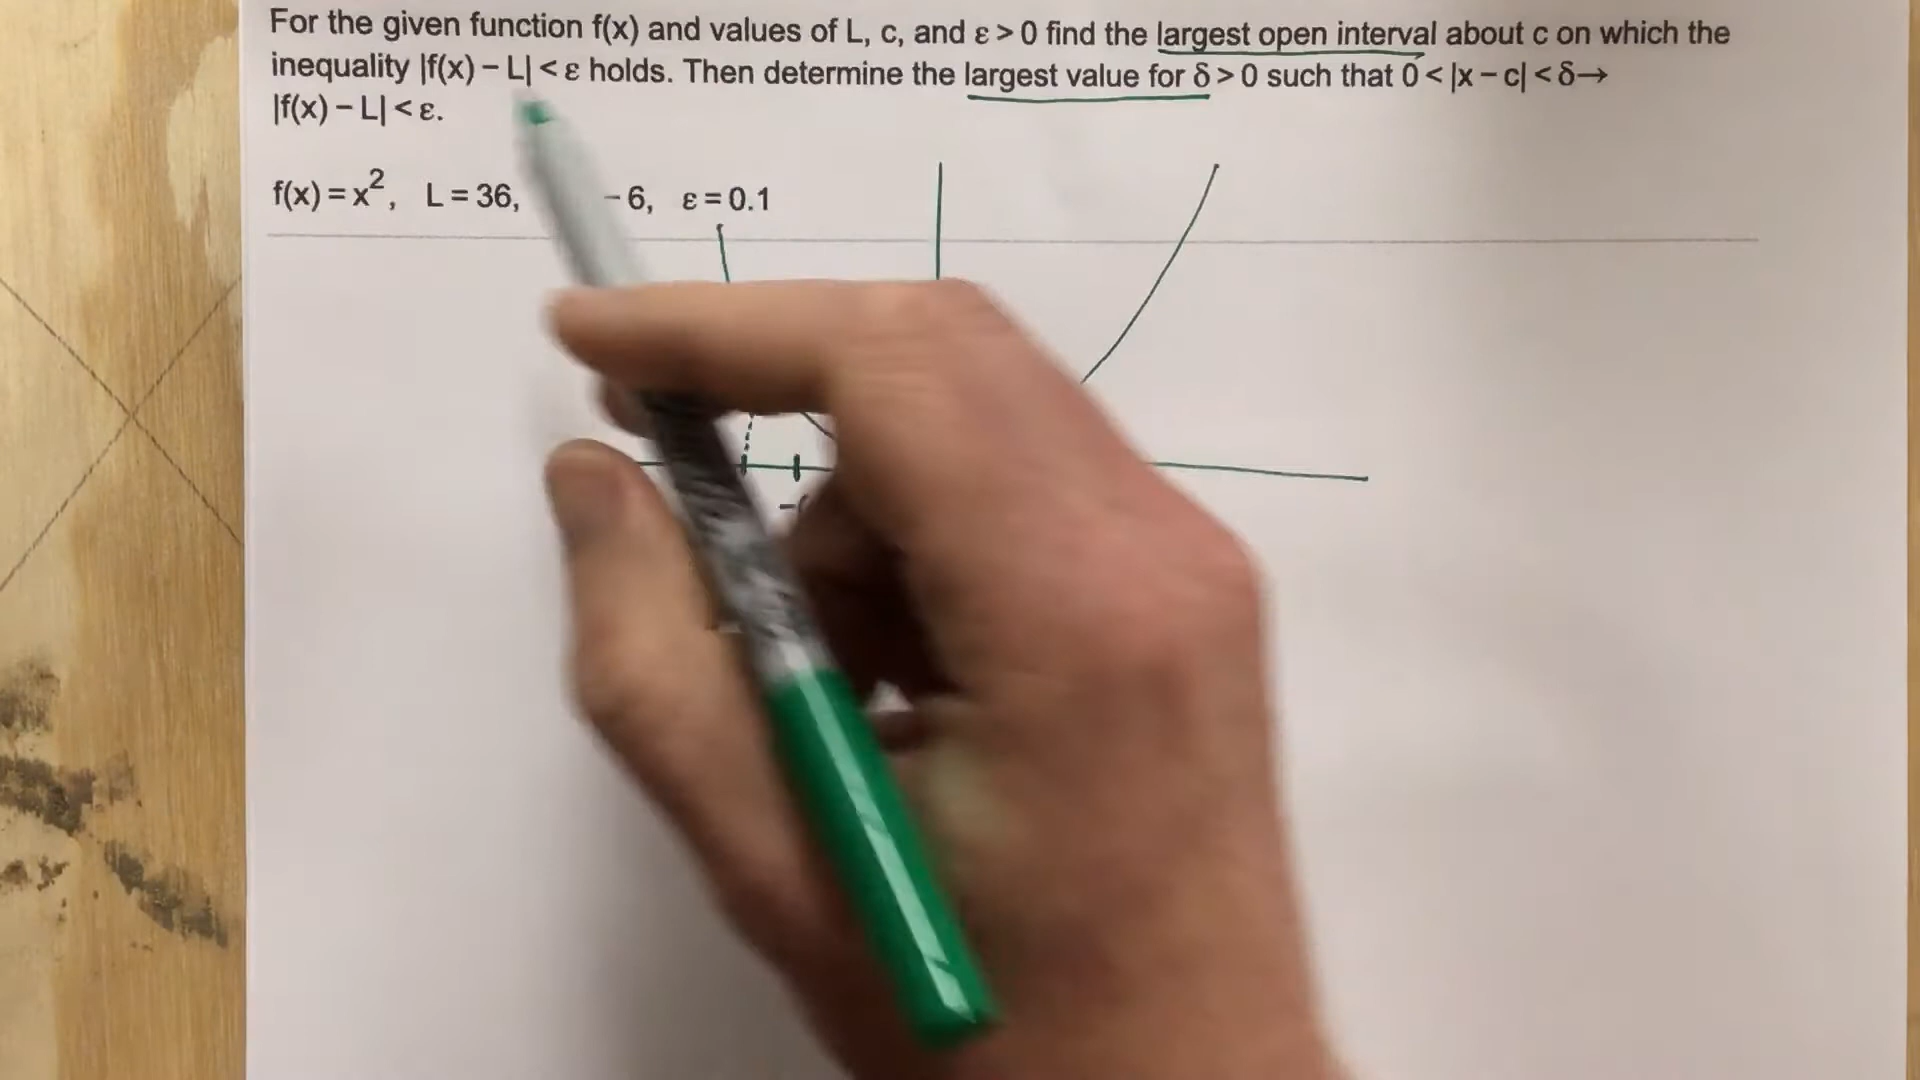 For the given function f(x) and values of L, c, and ε > 0 find the largest open interval about c on which the
inequality |f(x) − L| < ε holds. Then determine the largest value for δ > 0 such that 0 < |x − c| < δ→
|f(x) − L| < ε.
f(x) = x², L = 36, − 6, ε = 0.1